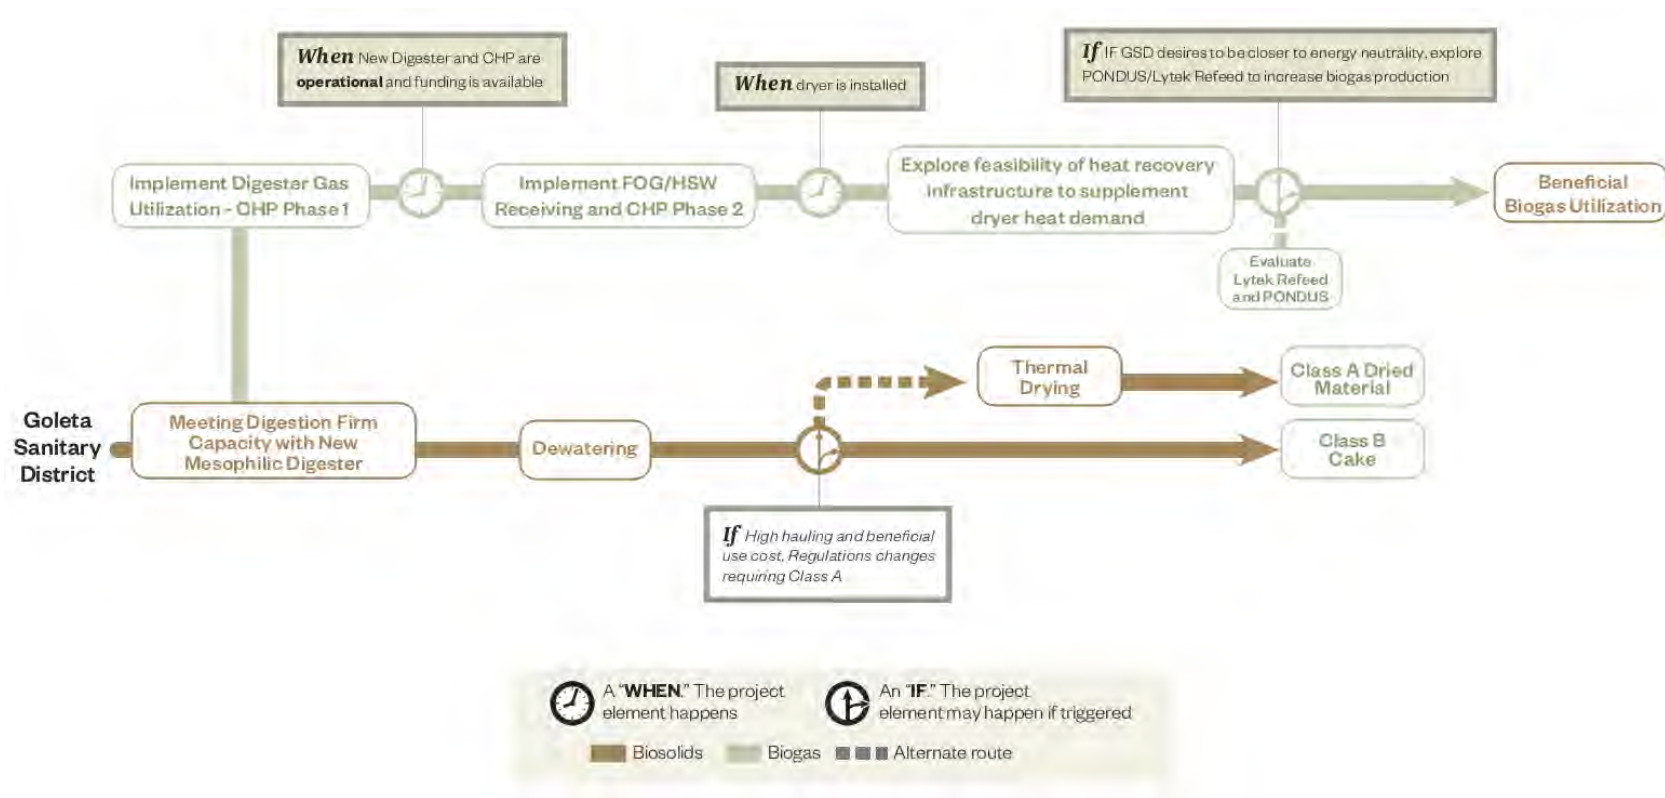 When New Digester and CHP are
operational and funding is available
When dryer is installed
If IF GSD desires to be closer to energy neutrality, explore
PONDUS/Lytek Refeed to increase biogas production
Implement Digester Gas
Utilization - CHP Phase 1
Implement FOG/HSW
Receiving and CHP Phase 2
Explore feasibility of heat recovery
infrastructure to supplement
dryer heat demand
Beneficial
Biogas Utilization
Evaluate
Lytek Refeed
and PONDUS
Thermal
Drying
Class A Dried
Material
Goleta
Sanitary
District
Meeting Digestion Firm
Capacity with New
Mesophilic Digester
Dewatering
Class B
Cake
If High hauling and beneficial
use cost, Regulations changes
requiring Class A
A "WHEN." The project
element happens
An "IF." The project
element may happen if triggered
Biosolids
Biogas
Alternate route